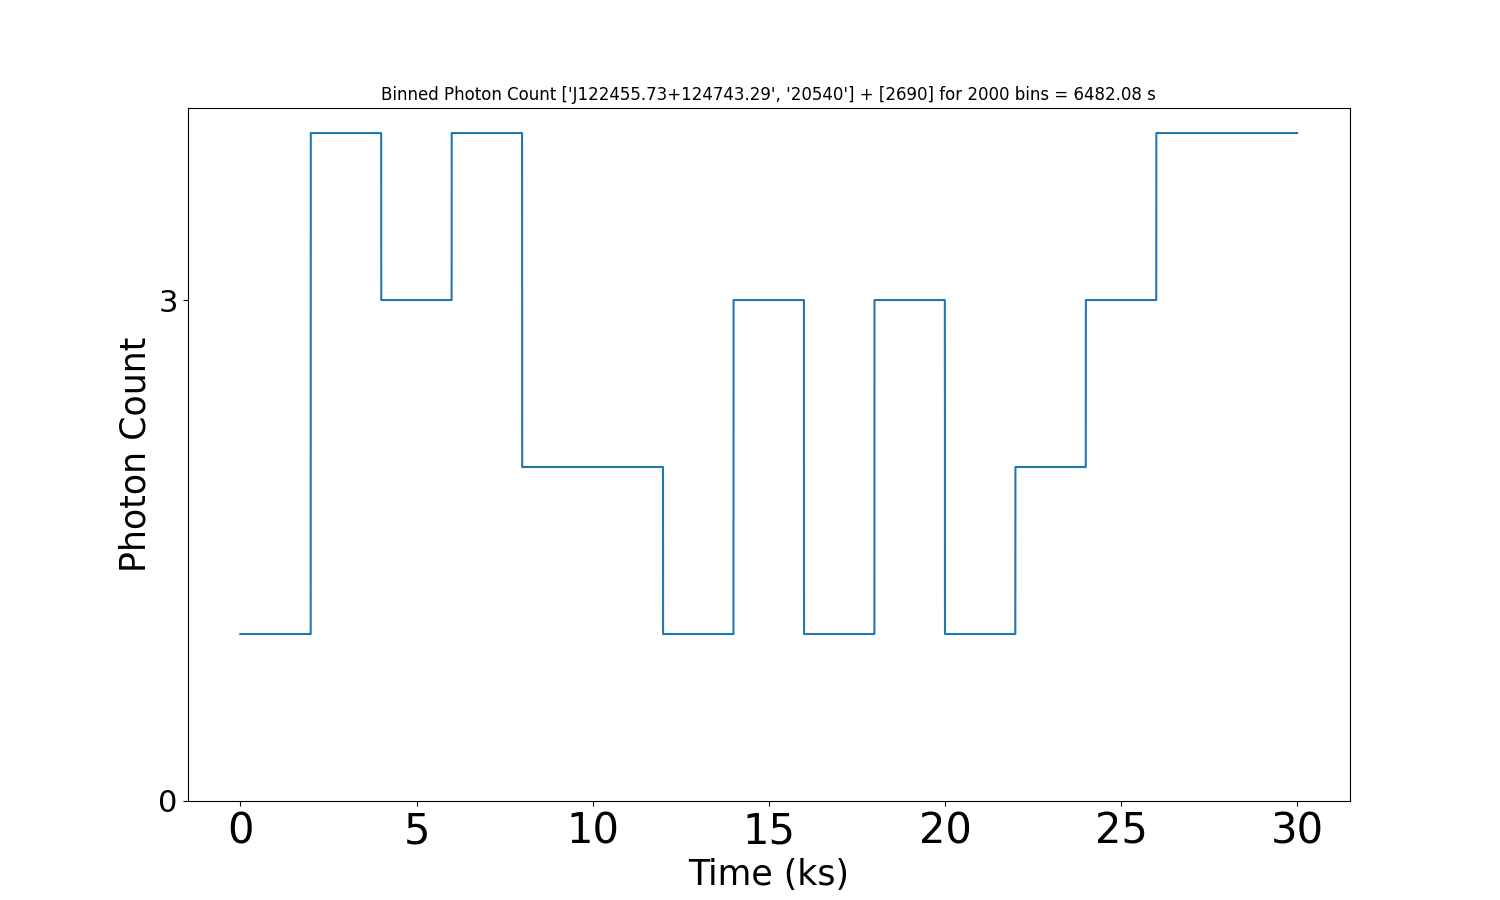 Binned Photon Count ['J122455.73+124743.29', '20540'] + [2690] for 2000 bins = 6482.08 s
3
0
Photon Count
0 5 10 15 20 25 30
Time (ks)